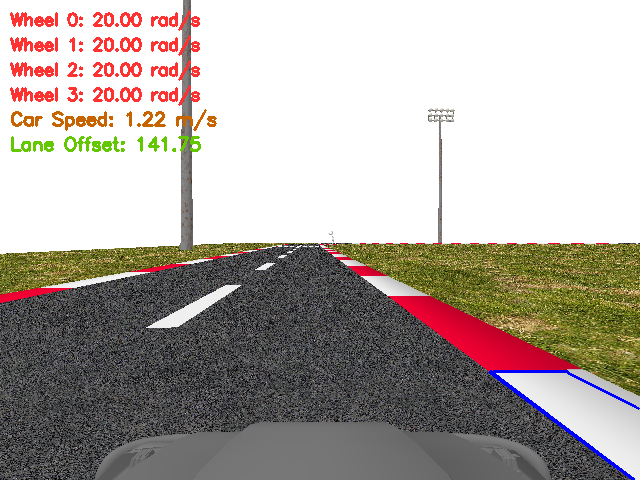 Wheel 0: 20.00 rad/s
Wheel 1: 20.00 rad/s
Wheel 2: 20.00 rad/s
Wheel 3: 20.00 rad/s
Car Speed: 1.22 m/s
Lane Offset: 141.75